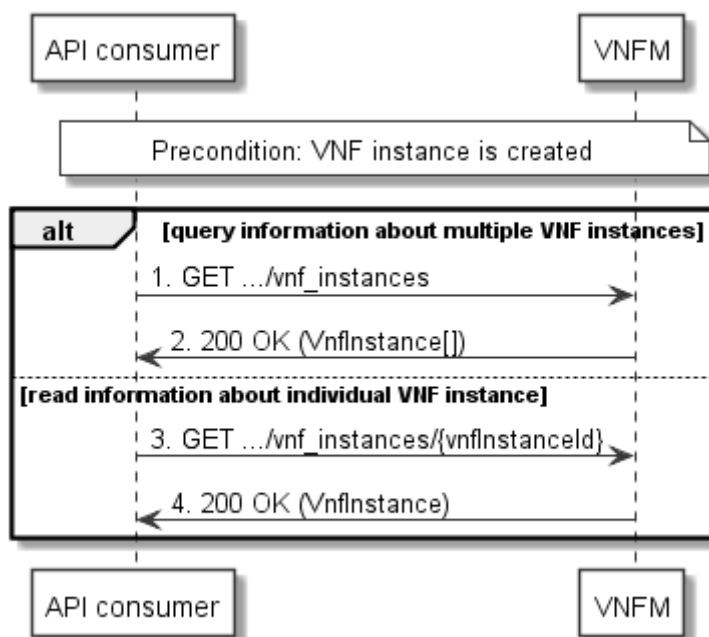 API consumer
VNFM
Precondition: VNF instance is created
alt
[query information about multiple VNF instances]
1. GET .../vnf_instances
2. 200 OK (VnfInstance[])
[read information about individual VNF instance]
3. GET .../vnf_instances/{vnfInstanceId}
4. 200 OK (VnfInstance)
API consumer
VNFM